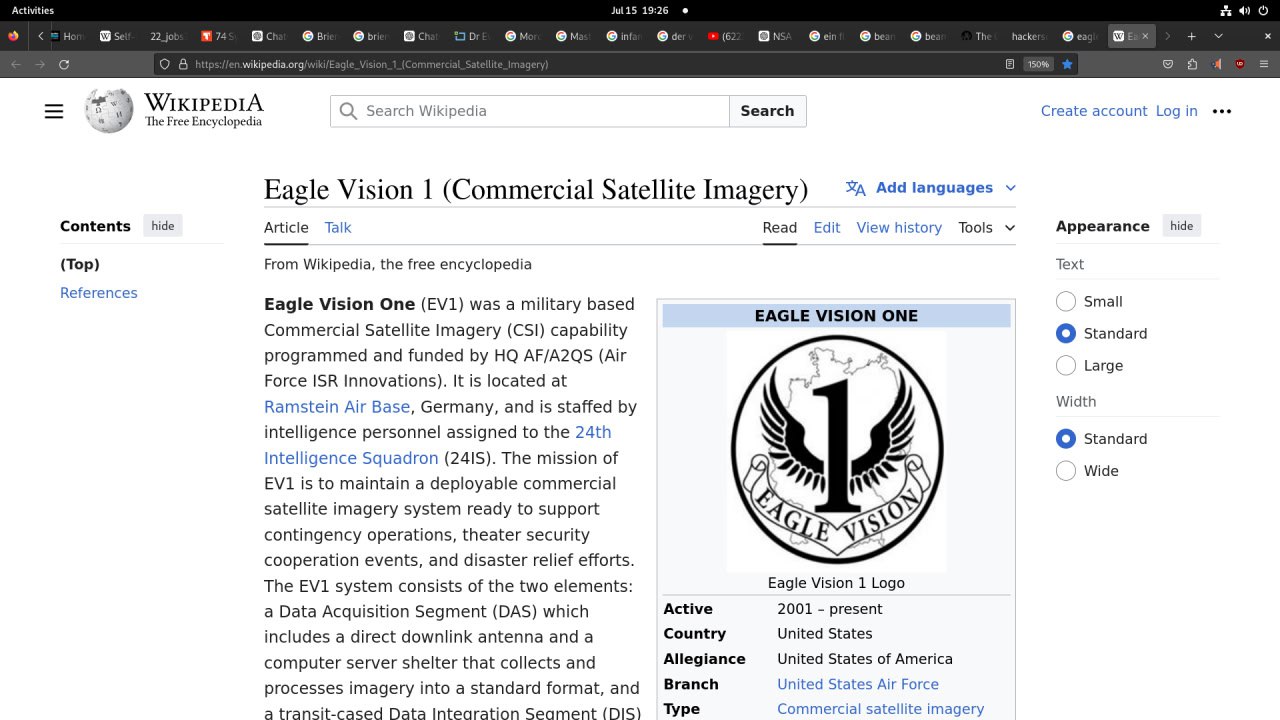 Activities
Jul 15 19:26
Hom
Self-
22_jobs
74 S
Chat
Brie
brie
Chat
Dr E
Mor
Mast
infa
der v
(622
NSA
ein f
bean
bea
The
hackers
eagl
Ea
https://en.wikipedia.org/wiki/Eagle_Vision_1_(Commercial_Satellite_Imagery)
150%
WIKIPEDIA
The Free Encyclopedia
Search Wikipedia
Search
Create account
Log in
Eagle Vision 1 (Commercial Satellite Imagery)
Add languages
Contents
hide
Article
Talk
Read
Edit
View history
Tools
Appearance
hide
(Top)
References
From Wikipedia, the free encyclopedia
Text
Small
Standard
Large
Width
Standard
Wide
Eagle Vision One (EV1) was a military based
Commercial Satellite Imagery (CSI) capability
programmed and funded by HQ AF/A2QS (Air
Force ISR Innovations). It is located at
Ramstein Air Base, Germany, and is staffed by
intelligence personnel assigned to the 24th
Intelligence Squadron (24IS). The mission of
EV1 is to maintain a deployable commercial
satellite imagery system ready to support
contingency operations, theater security
cooperation events, and disaster relief efforts.
The EV1 system consists of the two elements:
a Data Acquisition Segment (DAS) which
includes a direct downlink antenna and a
computer server shelter that collects and
processes imagery into a standard format, and
a transit-cased Data Integration Segment (DIS)
EAGLE VISION ONE
1
EAGLE VISION
Eagle Vision 1 Logo
Active 2001 – present
Country United States
Allegiance United States of America
Branch United States Air Force
Type Commercial satellite imagery